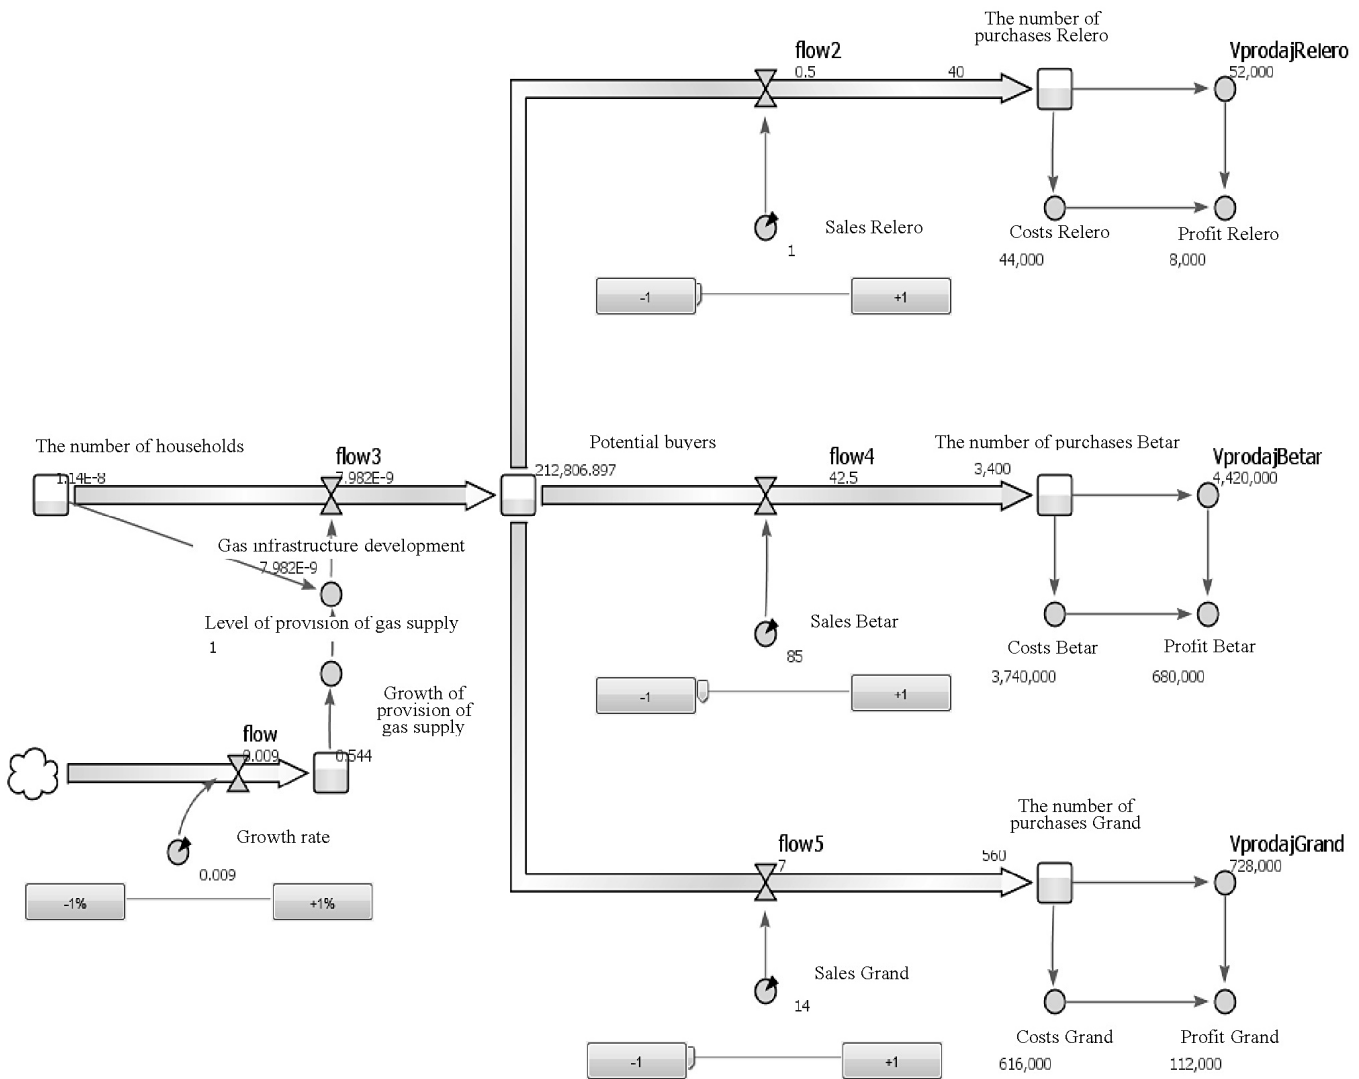 The number of
purchases Relero
flow2
0.5
40
VprodajRelero
52,000
Sales Relero
1
Costs Relero
44,000
Profit Relero
8,000
-1
+1
The number of households
1.14E-8
flow3
7.982E-9
Potential buyers
212,806.897
flow4
42.5
The number of purchases Betar
3,400
VprodajBetar
4,420,000
Gas infrastructure development
7.982E-9
Level of provision of gas supply
1
Sales Betar
85
Costs Betar
3,740,000
Profit Betar
680,000
-1
+1
Growth of
provision of
gas supply
flow
0.009
0.544
Growth rate
0.009
-1%
+1%
The number of
purchases Grand
flow5
7
560
VprodajGrand
728,000
Sales Grand
14
Costs Grand
616,000
Profit Grand
112,000
-1
+1